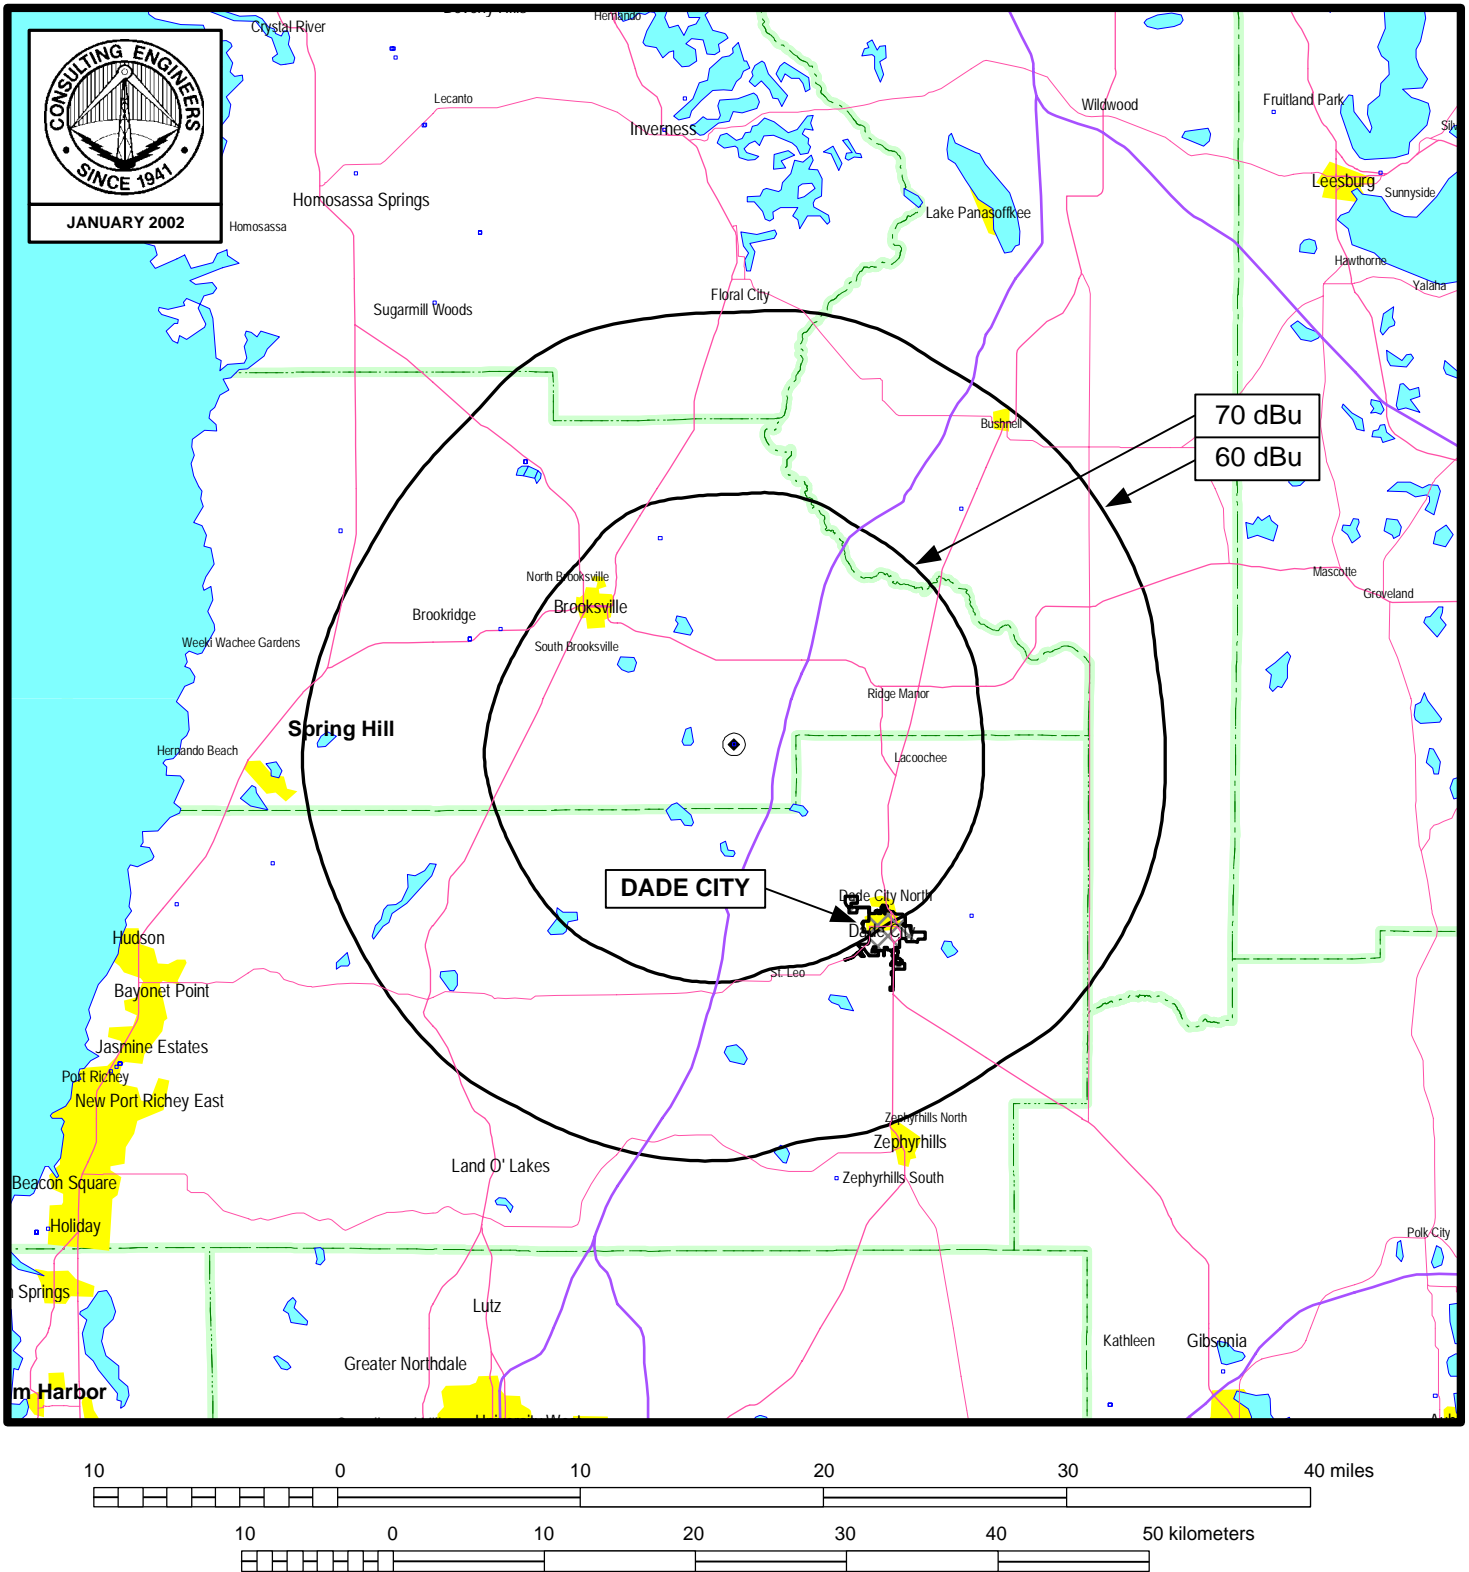 Crystal River
Hernando
CONSULTING ENGINEERS
SINCE 1941
JANUARY 2002
Lecanto
Inverness
Wildwood
Fruitland Park
Homosassa Springs
Homosassa
Lake Panasoffkee
Leesburg
Sunnyside
Hawthorne
Yalaha
Sugarmill Woods
Floral City
Bushnell
70 dBu
60 dBu
North Brooksville
Brooksville
South Brooksville
Brookridge
Weeki Wachee Gardens
Mascotte
Groveland
Ridge Manor
Spring Hill
Hernando Beach
Lacoochee
DADE CITY
Dade City North
Dade City
St. Leo
Hudson
Bayonet Point
Jasmine Estates
Port Richey
New Port Richey East
Zephyrhills North
Zephyrhills
Zephyrhills South
Land O' Lakes
Beacon Square
Holiday
Polk City
Springs
Lutz
Kathleen
Gibsonia
Greater Northdale
m Harbor
10 0 10 20 30 40 miles
10 0 10 20 30 40 50 kilometers